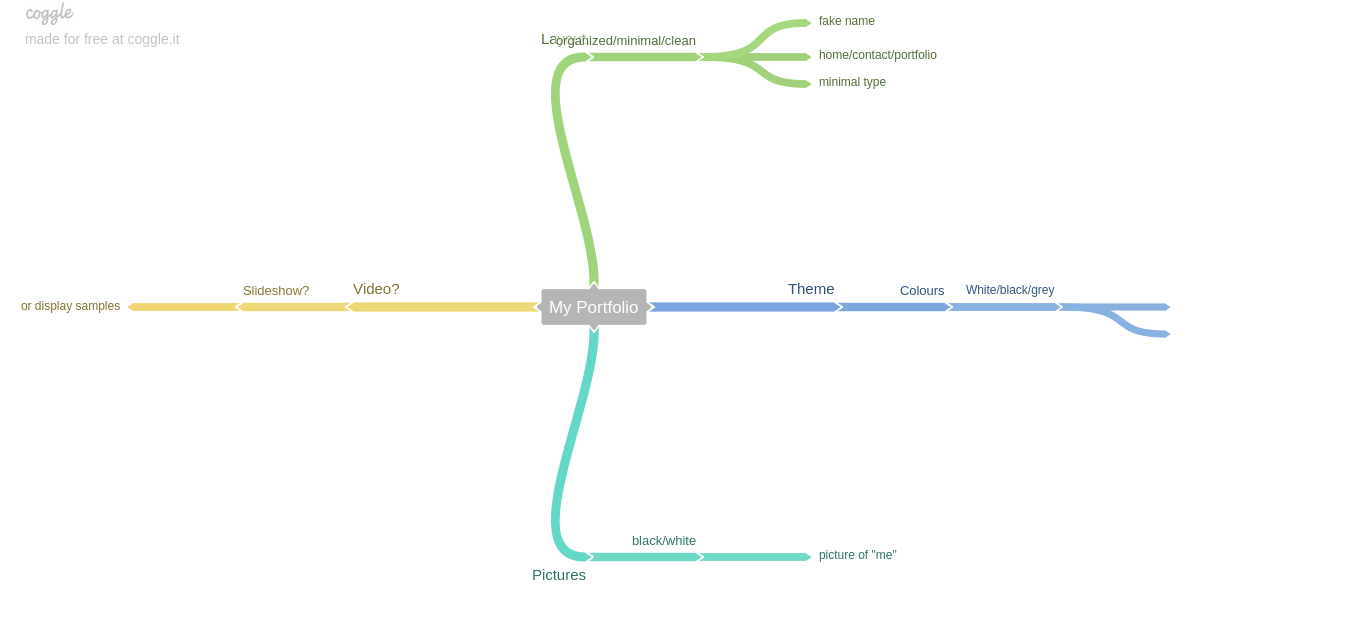 coggle
made for free at coggle.it
organized/minimal/clean
fake name
home/contact/portfolio
minimal type
My Portfolio
Theme
Colours
White/black/grey
Video?
Slideshow?
or display samples
Pictures
black/white
picture of "me"